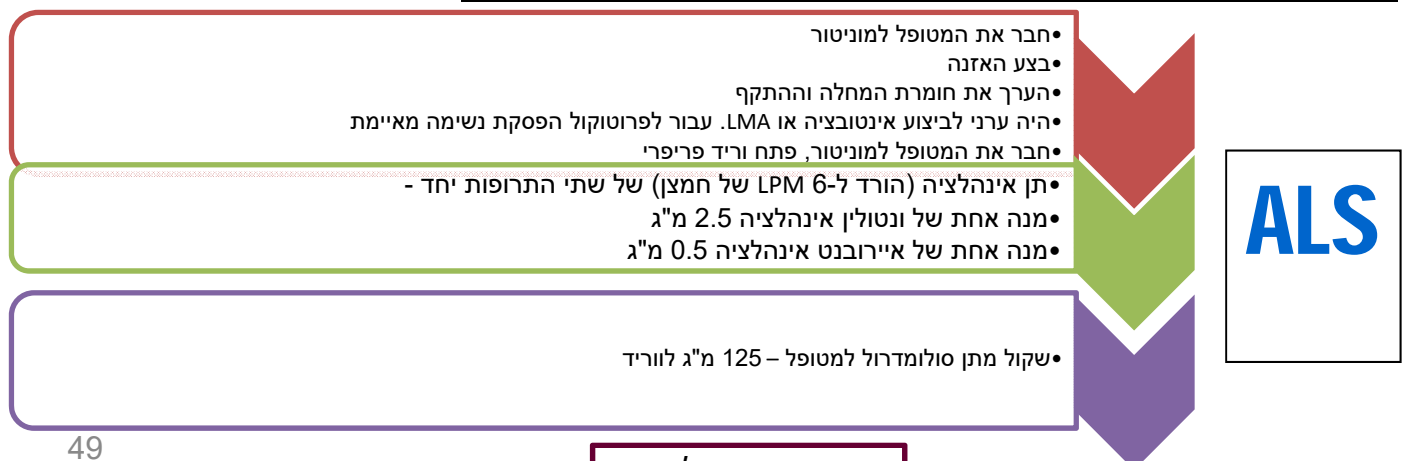 •חבר את המטופל למוניטור
•בצע האזנה
•הערך את חומרת המחלה וההתקף
•היה ערני לביצוע אינטובציה או LMA. עבור לפרוטוקול הפסקת נשימה מאיימת
•חבר את המטופל למוניטור, פתח וריד פריפרי
•תן אינהלציה (הורד ל-6 LPM של חמצן) של שתי התרופות יחד -
•מנה אחת של ונטולין אינהלציה 2.5 מ"ג
•מנה אחת של איירובנט אינהלציה 0.5 מ"ג
ALS
•שקול מתן סולומדרול למטופל – 125 מ"ג לווריד
49